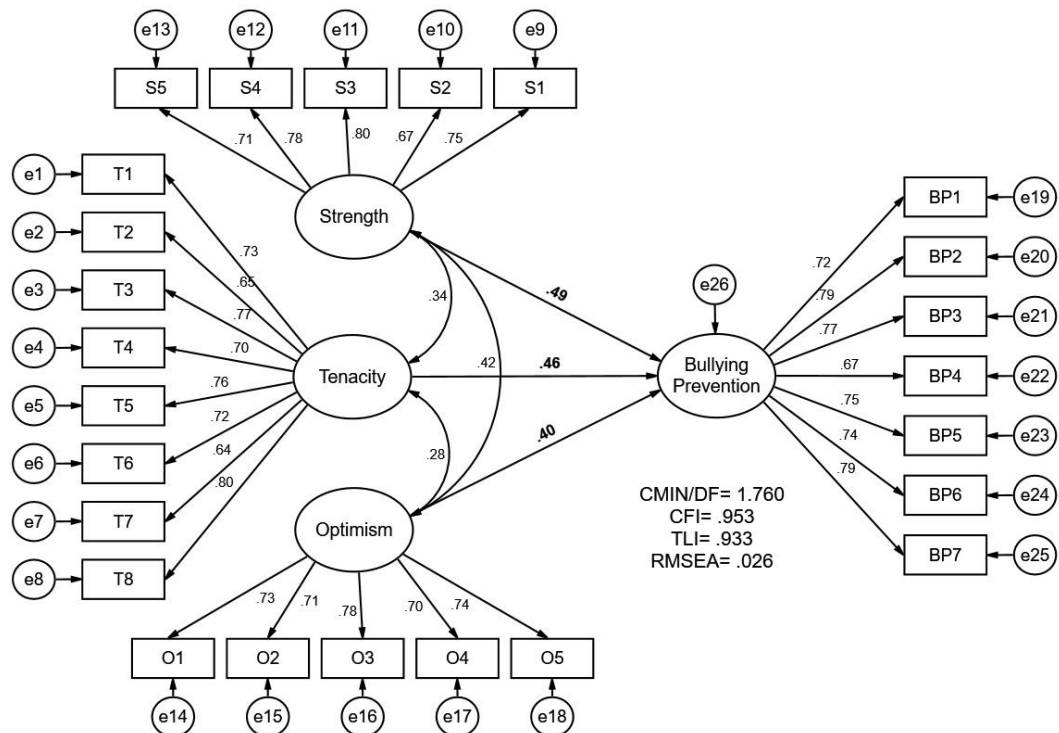 e13
e12
e11
e10
e9
S5
S4
S3
S2
S1
.71
.78
.80
.67
.75
Strength
e1
T1
e2
T2
e3
T3
e4
T4
e5
T5
e6
T6
e7
T7
e8
T8
.73
.65
.77
.70
.76
.72
.64
.80
Tenacity
.34
.42
.28
.49
.46
.40
Optimism
.73
.71
.78
.70
.74
O1
O2
O3
O4
O5
e14
e15
e16
e17
e18
e26
Bullying
Prevention
CMIN/DF= 1.760
CFI= .953
TLI= .933
RMSEA= .026
.72
.79
.77
.67
.75
.74
.79
BP1
e19
BP2
e20
BP3
e21
BP4
e22
BP5
e23
BP6
e24
BP7
e25